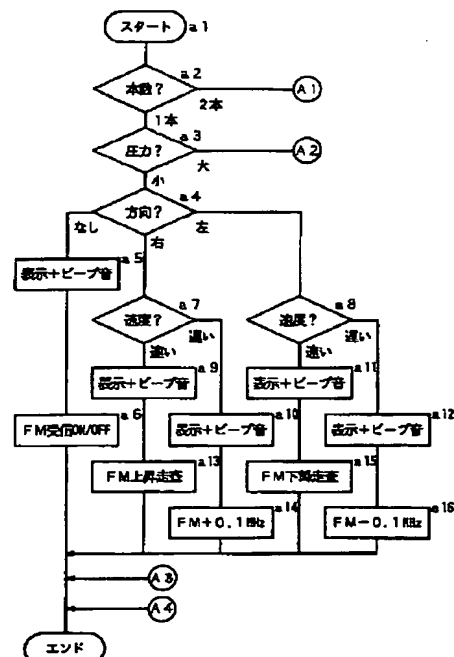 スタート a1
a2
本数?
2本
A1
1本
a3
圧力?
大
A2
小
a4
方向?
なし
右
左
a5
表示+ビープ音
a7
速度?
遅い
速い
a8
速度?
遅い
速い
a9
表示+ビープ音
a11
表示+ビープ音
a6
FM受信ON/OFF
a10
表示+ビープ音
a12
表示+ビープ音
a13
FM上昇走査
a15
FM下降走査
a14
FM+0.1MHz
a16
FM-0.1MHz
A3
A4
エンド